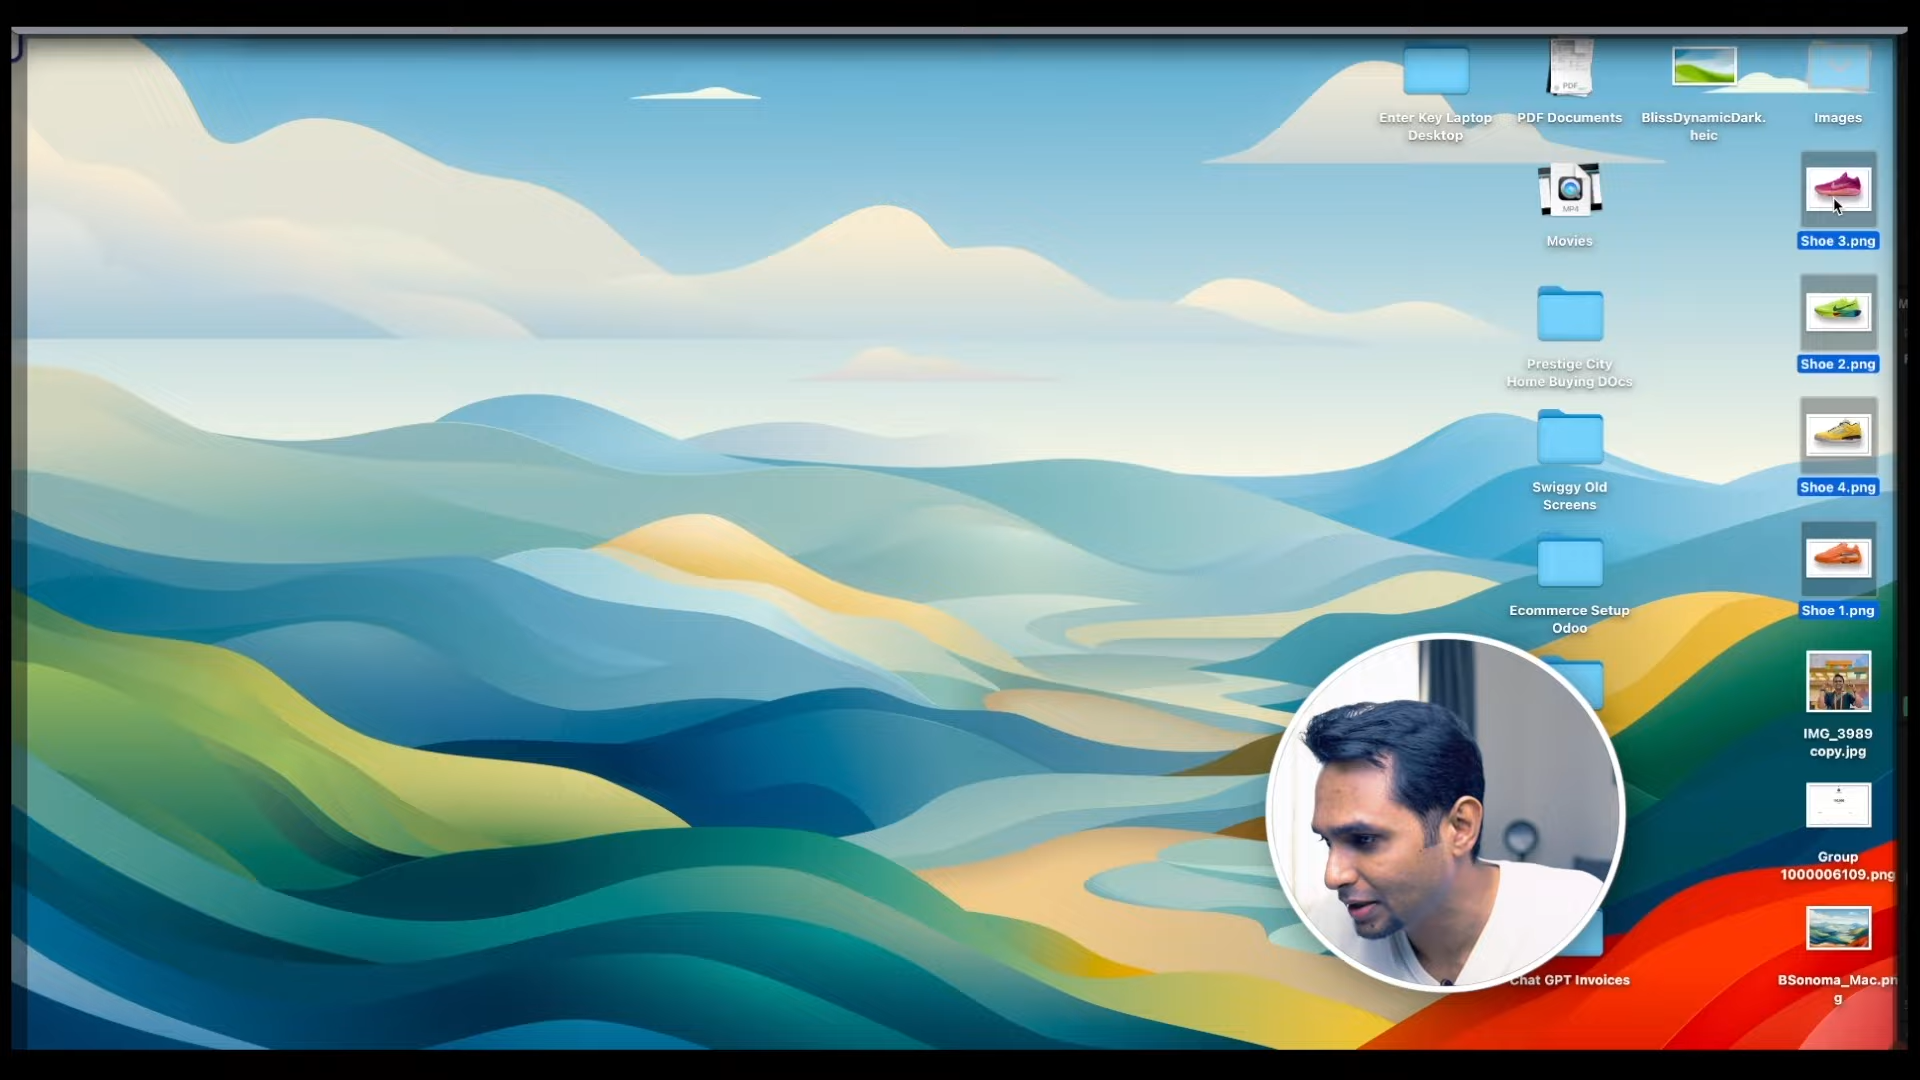 Enter Key Laptop
Desktop
PDF
PDF Documents
BlissDynamicDark.
heic
Images
MP4
Movies
Shoe 3.png
Prestige City
Home Buying DOcs
Shoe 2.png
Swiggy Old
Screens
Shoe 4.png
Ecommerce Setup
Odoo
Shoe 1.png
IMG_3989
copy.jpg
Group
1000006109.png
Chat GPT Invoices
BSonoma_Mac.pn
g